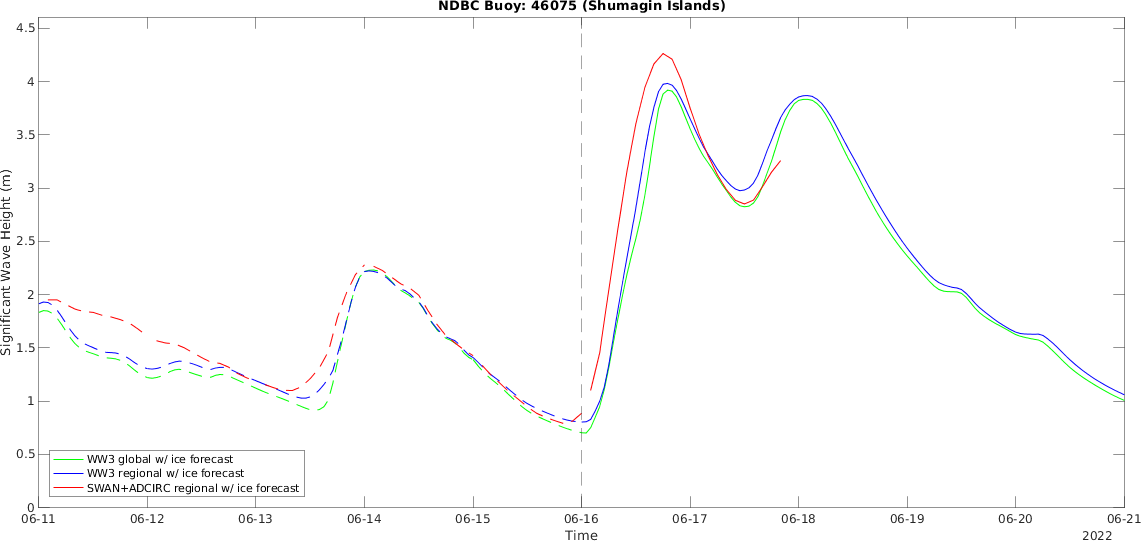 NDBC Buoy: 46075 (Shumagin Islands)
Significant Wave Height (m)
4.5
4
3.5
3
2.5
2
1.5
1
0.5
0
WW3 global w/ ice forecast
WW3 regional w/ ice forecast
SWAN+ADCIRC regional w/ ice forecast
06-11 06-12 06-13 06-14 06-15 06-16 06-17 06-18 06-19 06-20 06-21
Time
2022